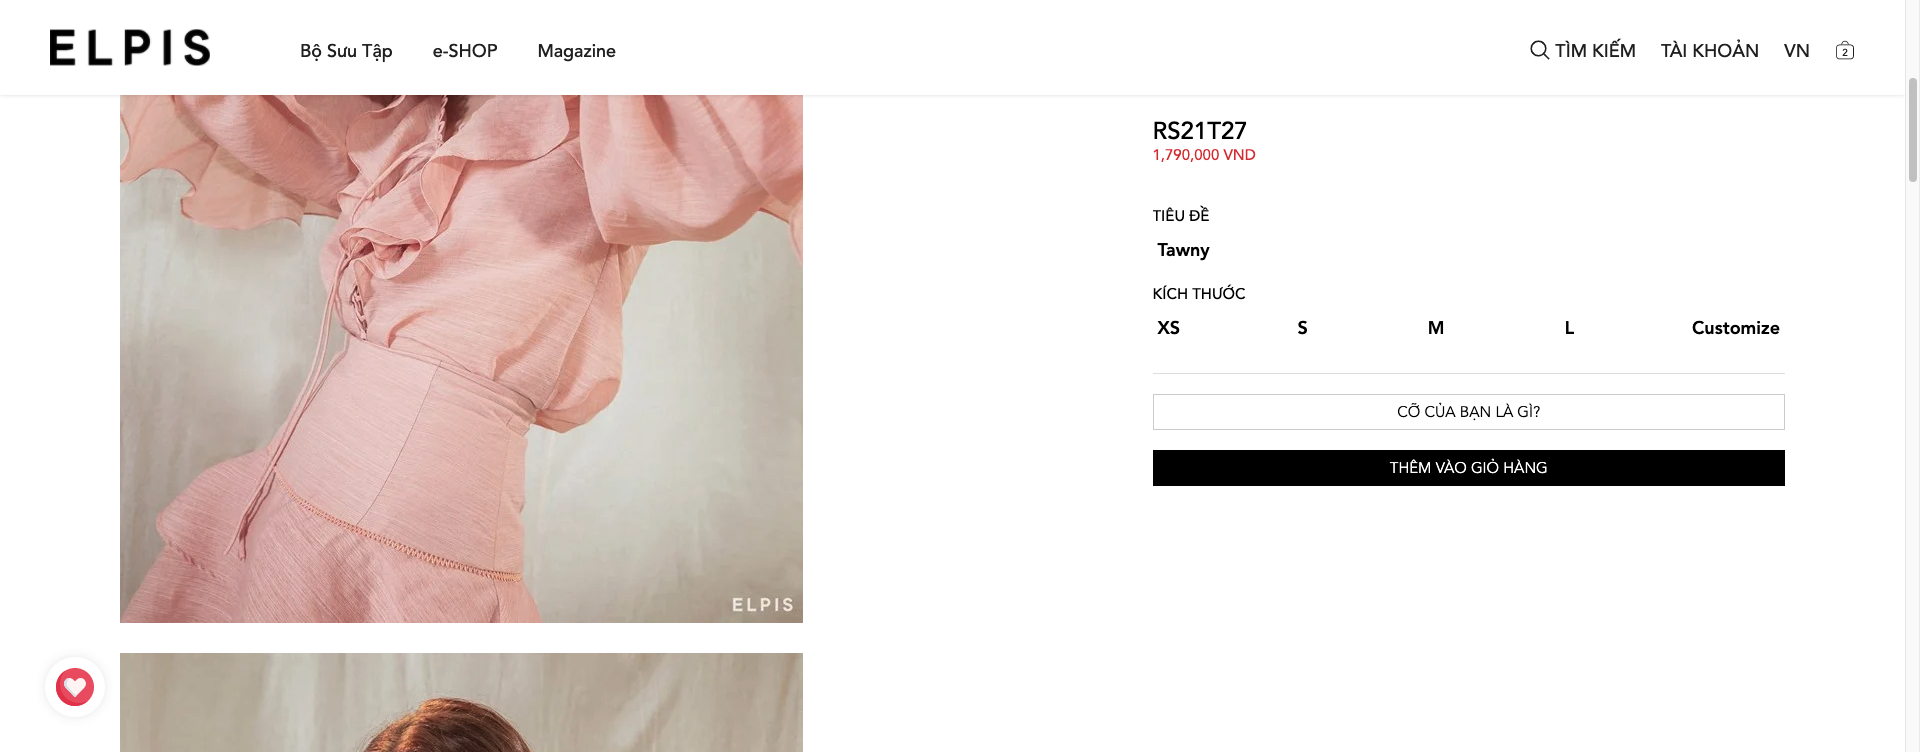 ELPIS
Bộ Sưu Tập
e-SHOP
Magazine
TÌM KIẾM
TÀI KHOẢN
VN
2
RS21T27
1,790,000 VND
TIÊU ĐỀ
Tawny
KÍCH THƯỚC
XS S M L Customize
CỠ CỦA BẠN LÀ GÌ?
THÊM VÀO GIỎ HÀNG
ELPIS